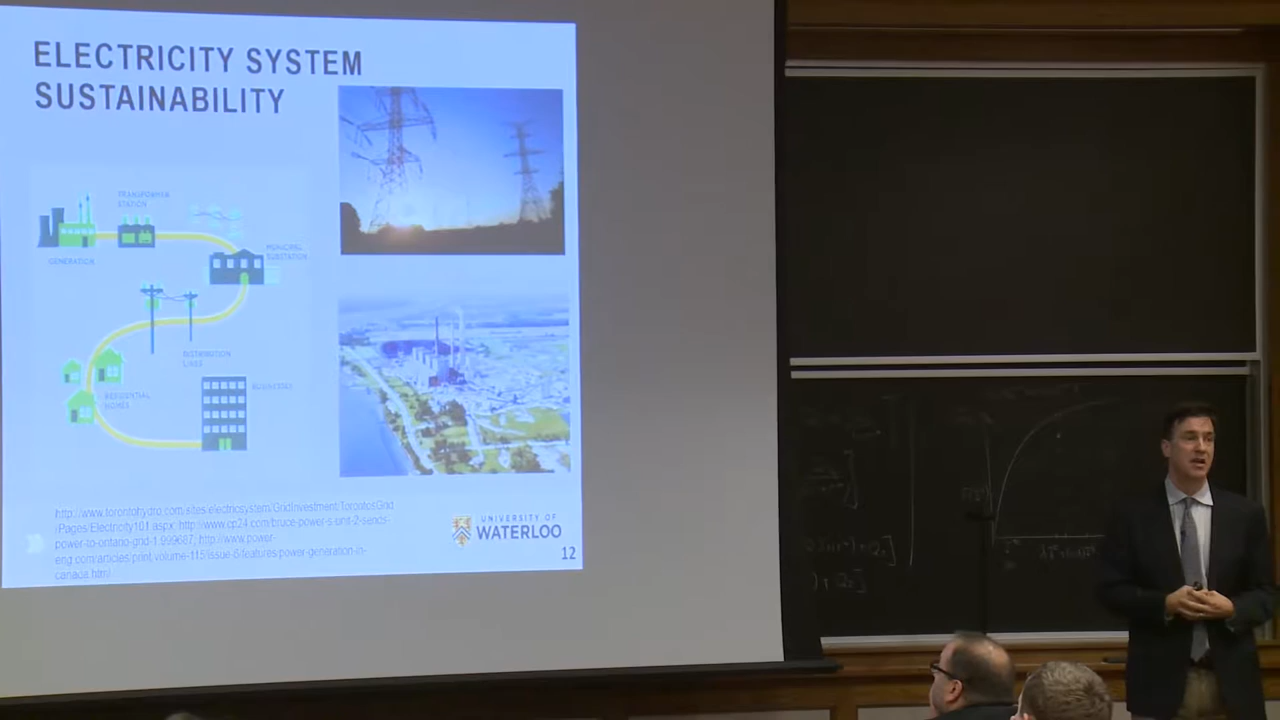 ELECTRICITY SYSTEM
SUSTAINABILITY
TRANSFORMER
STATION
GENERATION
MUNICIPAL
SUBSTATION
DISTRIBUTION
LINES
RESIDENTIAL
HOMES
BUSINESSES
http://www.torontohydro.com/sites/electricsystem/GridInvestment/TorontosGrid
/Pages/Electricity101.aspx; http://www.cp24.com/bruce-power-s-unit-2-sends-
power-to-ontario-grid-1.999687; http://www.power-
eng.com/articles/print/volume-115/issue-6/features/power-generation-in-
canada.html
UNIVERSITY OF
WATERLOO
12